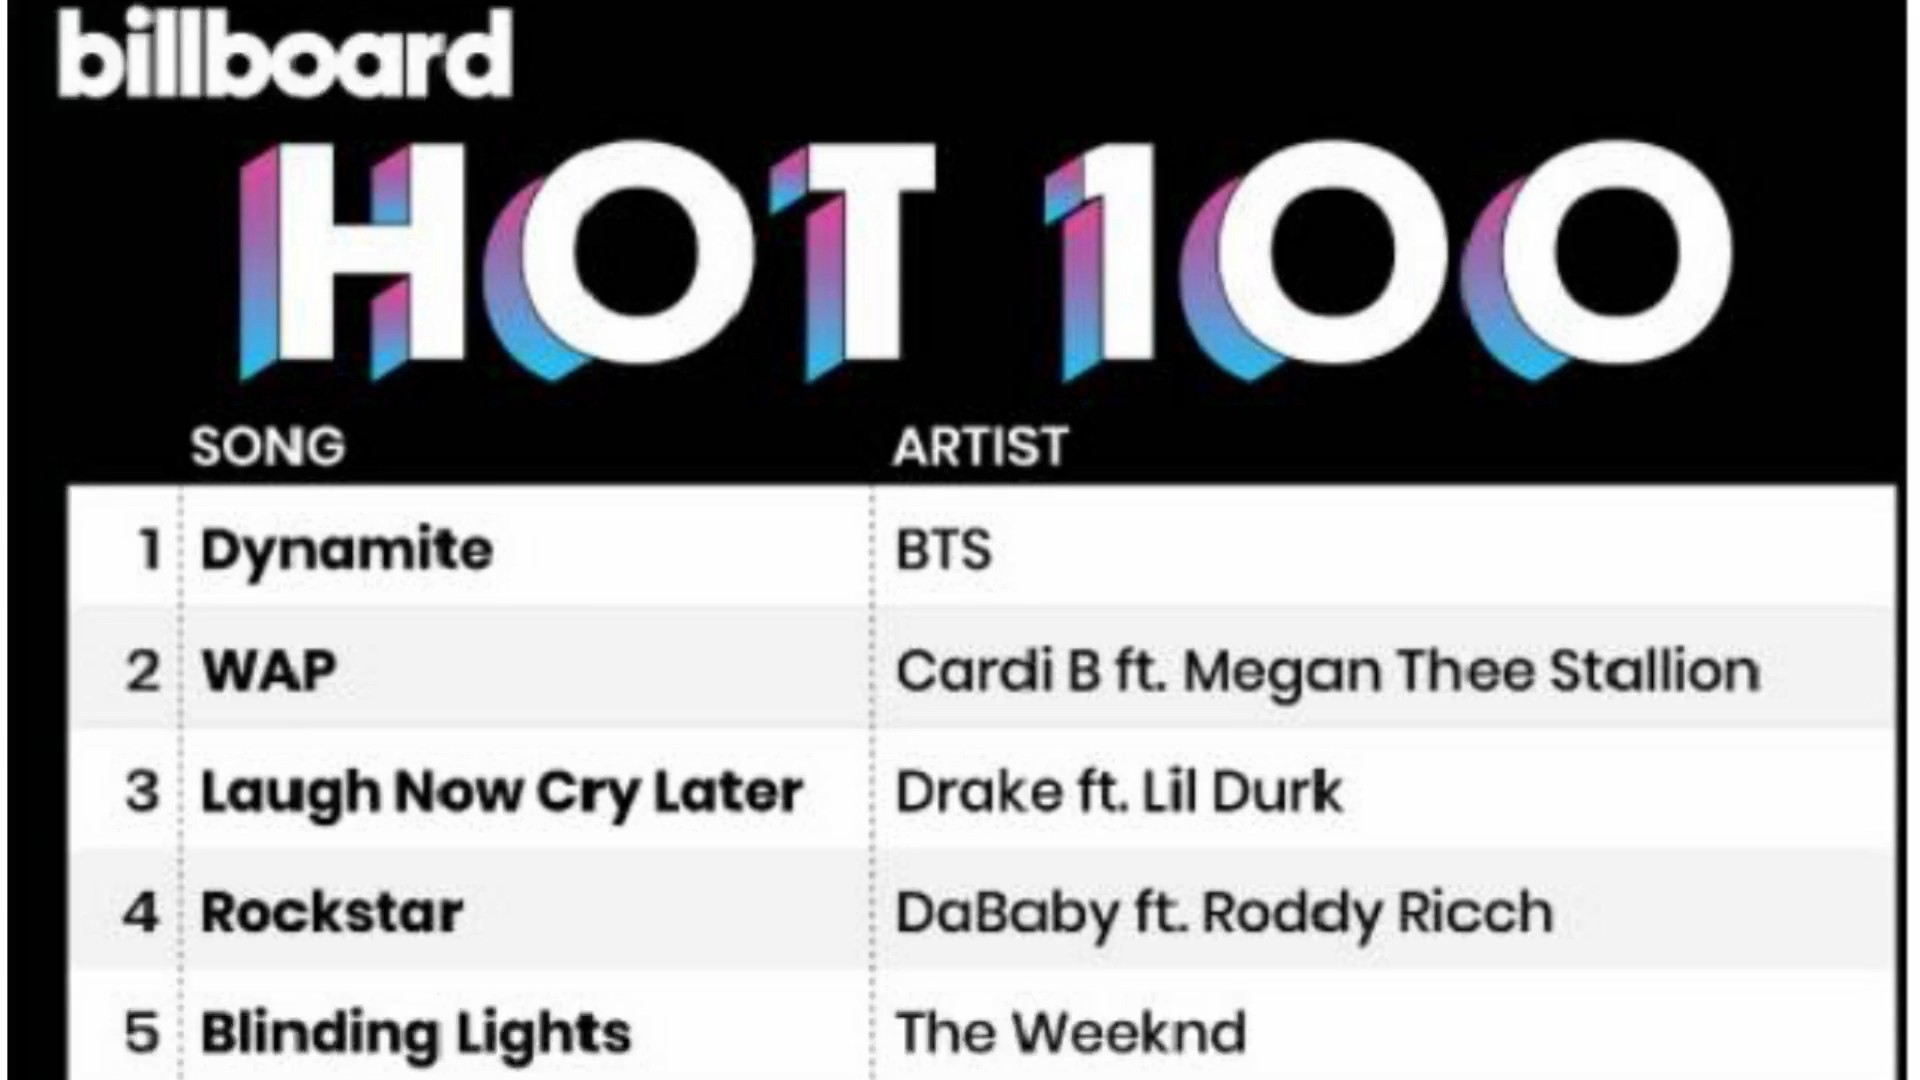 billboard
HOT 100
SONG ARTIST
1 Dynamite BTS
2 WAP Cardi B ft. Megan Thee Stallion
3 Laugh Now Cry Later Drake ft. Lil Durk
4 Rockstar DaBaby ft. Roddy Ricch
5 Blinding Lights The Weeknd